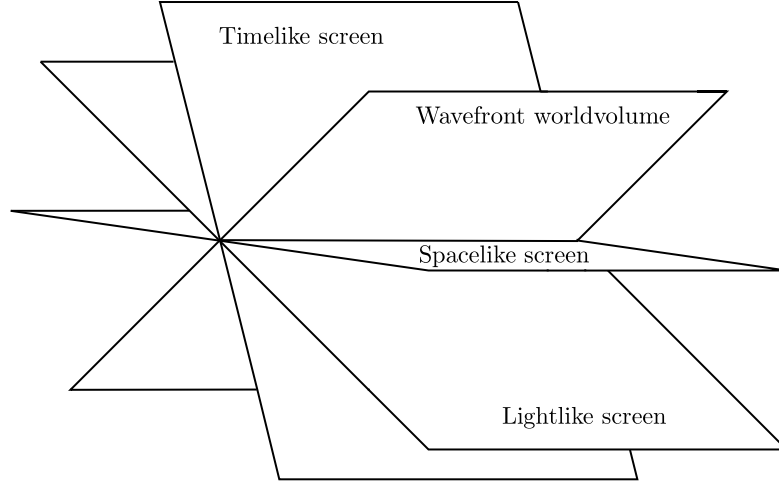 Timelike screen
Wavefront worldvolume
Spacelike screen
Lightlike screen